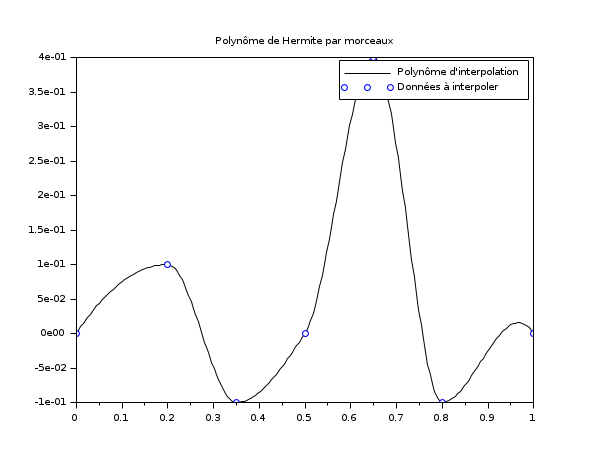 Polynôme de Hermite par morceaux
4e-01
Polynôme d'interpolation
Données à interpoler
3.5e-01
3e-01
2.5e-01
2e-01
1.5e-01
1e-01
5e-02
0e00
-5e-02
-1e-01
0 0.1 0.2 0.3 0.4 0.5 0.6 0.7 0.8 0.9 1